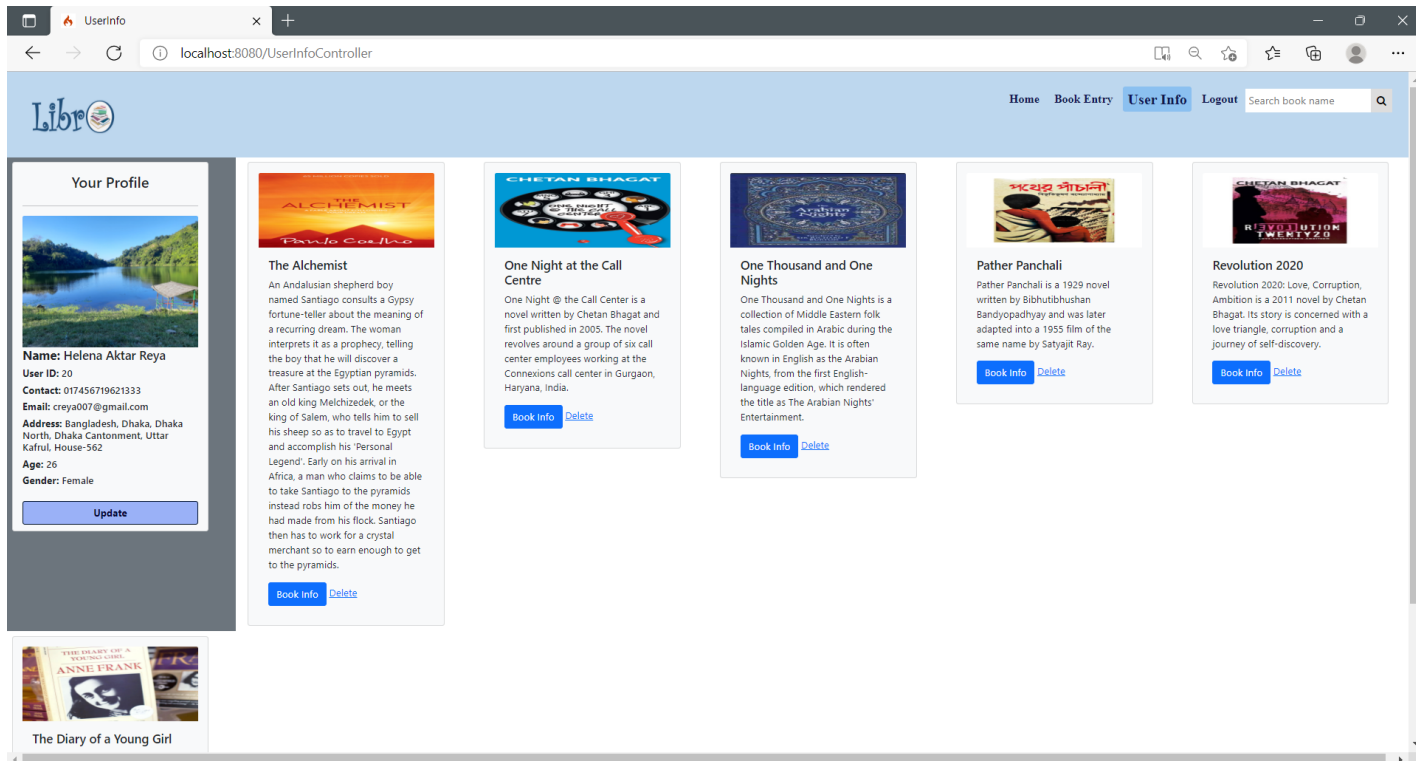 UserInfo
localhost:8080/UserInfoController
Libro
Home Book Entry User Info Logout Search book name
Your Profile
Name: Helena Aktar Reya
User ID: 20
Contact: 017456719621333
Email: creya007@gmail.com
Address: Bangladesh, Dhaka, Dhaka
North, Dhaka Cantonment, Uttar
Kafrul, House-562
Age: 26
Gender: Female
Update
THE
ALCHEMIST
Paulo Coelho
The Alchemist
An Andalusian shepherd boy
named Santiago consults a Gypsy
fortune-teller about the meaning of
a recurring dream. The woman
interprets it as a prophecy, telling
the boy that he will discover a
treasure at the Egyptian pyramids.
After Santiago sets out, he meets
an old king Melchizedek, or the
king of Salem, who tells him to sell
his sheep so as to travel to Egypt
and accomplish his 'Personal
Legend'. Early on his arrival in
Africa, a man who claims to be able
to take Santiago to the pyramids
instead robs him of the money he
had made from his flock. Santiago
then has to work for a crystal
merchant so to earn enough to get
to the pyramids.
Book Info Delete
CHETAN BHAGAT
ONE NIGHT
@ THE CALL
CENTER
One Night at the Call
Centre
One Night @ the Call Center is a
novel written by Chetan Bhagat and
first published in 2005. The novel
revolves around a group of six call
center employees working at the
Connexions call center in Gurgaon,
Haryana, India.
Book Info Delete
Arabian
Nights
One Thousand and One
Nights
One Thousand and One Nights is a
collection of Middle Eastern folk
tales compiled in Arabic during the
Islamic Golden Age. It is often
known in English as the Arabian
Nights, from the first English-
language edition, which rendered
the title as The Arabian Nights'
Entertainment.
Book Info Delete
পথের পাঁচালী
Pather Panchali
Pather Panchali is a 1929 novel
written by Bibhutibhushan
Bandyopadhyay and was later
adapted into a 1955 film of the
same name by Satyajit Ray.
Book Info Delete
CHETAN BHAGAT
REVOLUTION
TWENTY20
Revolution 2020
Revolution 2020: Love, Corruption,
Ambition is a 2011 novel by Chetan
Bhagat. Its story is concerned with a
love triangle, corruption and a
journey of self-discovery.
Book Info Delete
THE DIARY OF A
YOUNG GIRL
ANNE FRANK
The Diary of a Young Girl